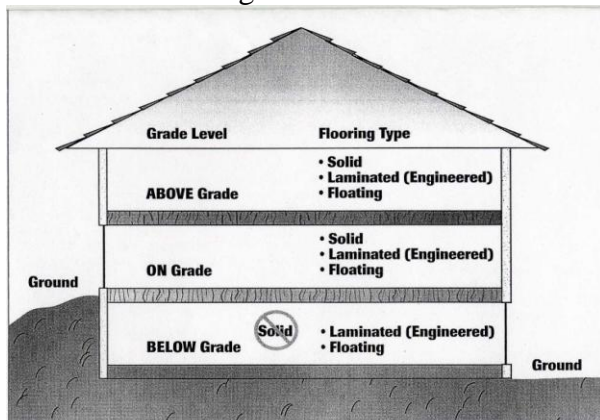 Grade Level Flooring Type
• Solid
• Laminated (Engineered)
ABOVE Grade • Floating
• Solid
• Laminated (Engineered)
ON Grade • Floating
Ground
Solid • Laminated (Engineered)
BELOW Grade • Floating
Ground